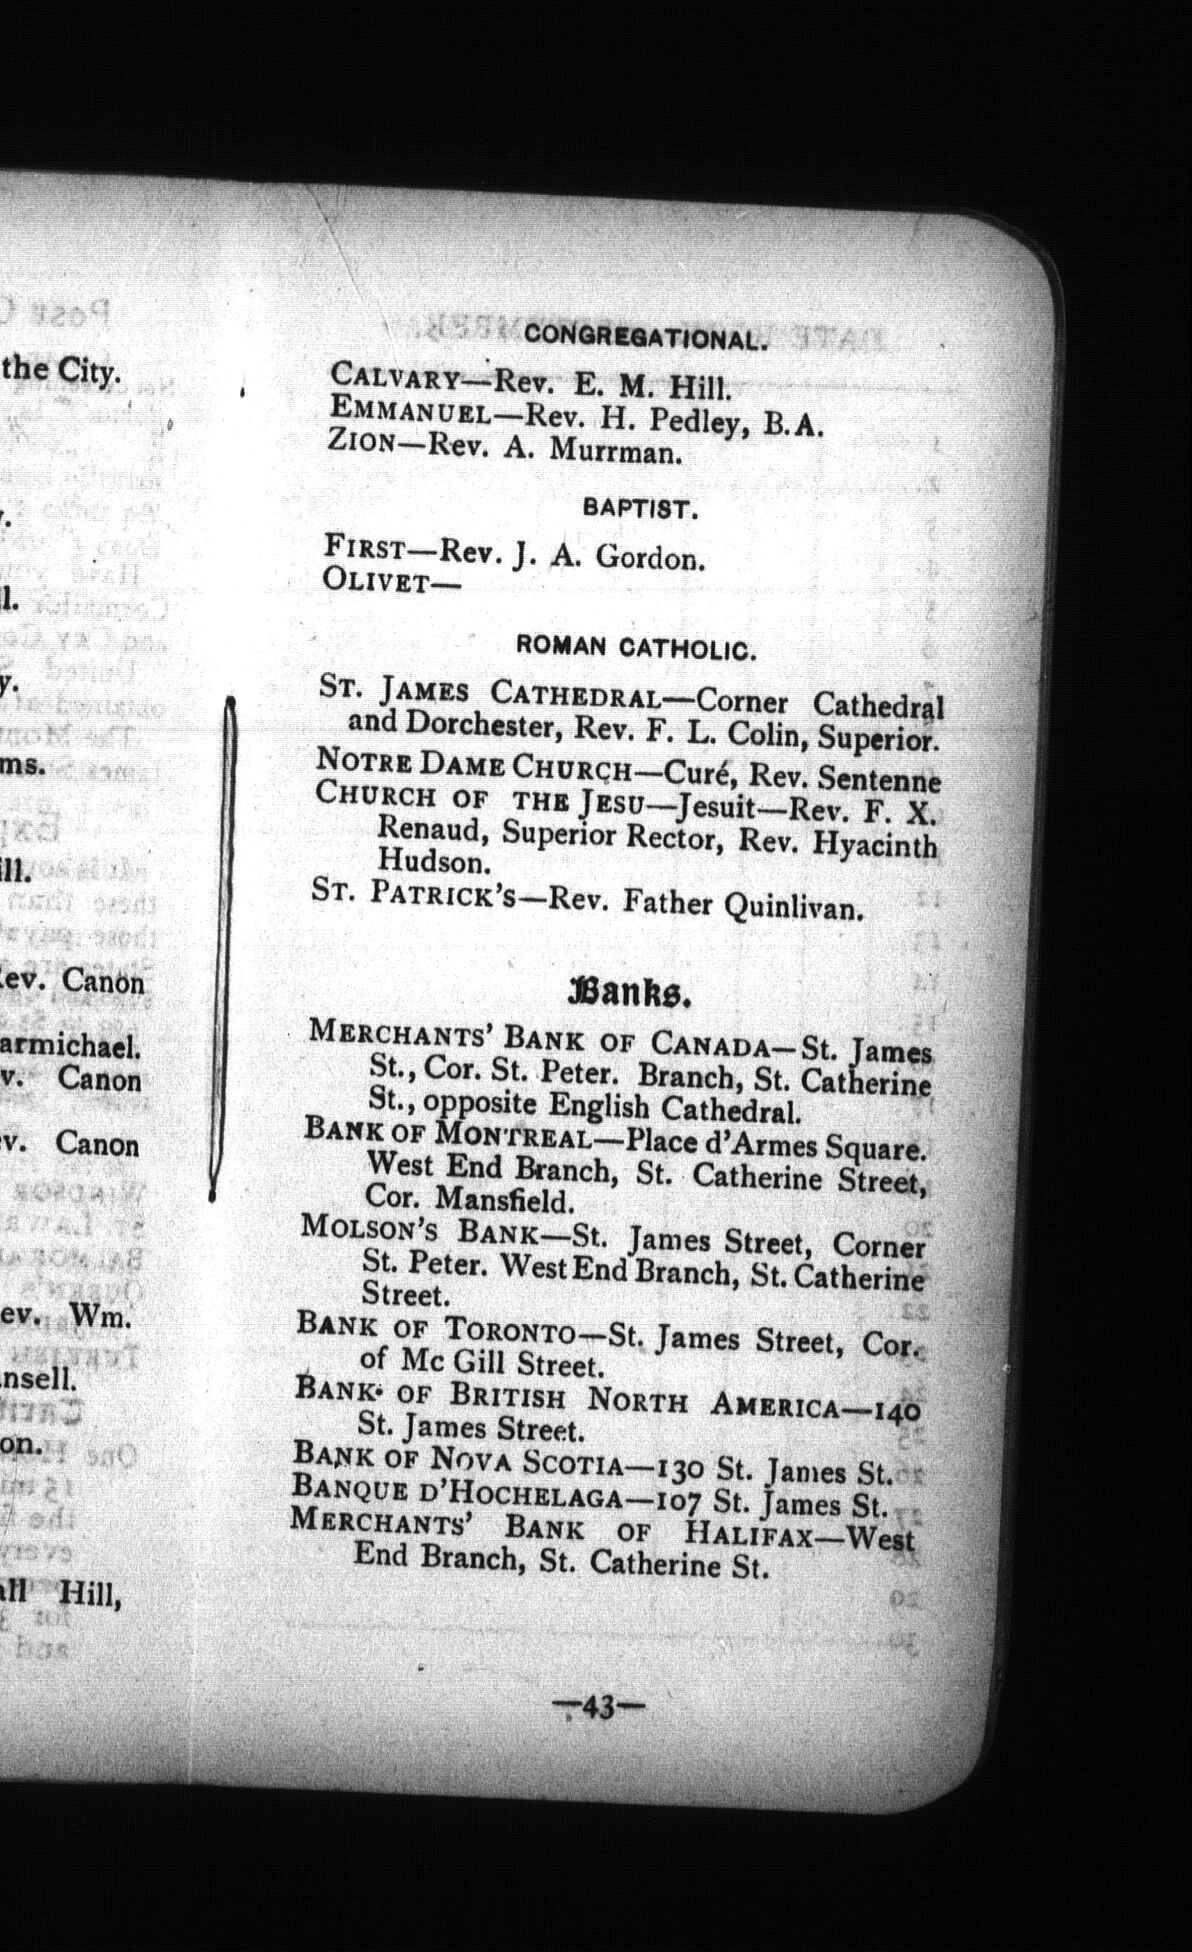 the City.
ll.
y.
ms.
ill.
Rev. Canon
armichael.
v. Canon
ev. Canon
ev. Wm.
nsell.
on.
all Hill,
CONGREGATIONAL.
CALVARY—Rev. E. M. Hill.
EMMANUEL—Rev. H. Pedley, B.A.
ZION—Rev. A. Murrman.
BAPTIST.
FIRST—Rev. J. A. Gordon.
OLIVET—
ROMAN CATHOLIC.
ST. JAMES CATHEDRAL—Corner Cathedral
and Dorchester, Rev. F. L. Colin, Superior.
NOTRE DAME CHURCH—Curé, Rev. Sentenne
CHURCH OF THE JESU—Jesuit—Rev. F. X.
Renaud, Superior Rector, Rev. Hyacinth
Hudson.
ST. PATRICK'S—Rev. Father Quinlivan.
Banks.
MERCHANTS' BANK OF CANADA—St. James
St., Cor. St. Peter. Branch, St. Catherine
St., opposite English Cathedral.
BANK OF MONTREAL—Place d'Armes Square.
West End Branch, St. Catherine Street,
Cor. Mansfield.
MOLSON'S BANK—St. James Street, Corner
St. Peter. West End Branch, St. Catherine
Street.
BANK OF TORONTO—St. James Street, Cor.
of Mc Gill Street.
BANK OF BRITISH NORTH AMERICA—140
St. James Street.
BANK OF NOVA SCOTIA—130 St. James St.
BANQUE D'HOCHELAGA—107 St. James St.
MERCHANTS' BANK OF HALIFAX—West
End Branch, St. Catherine St.
—43—